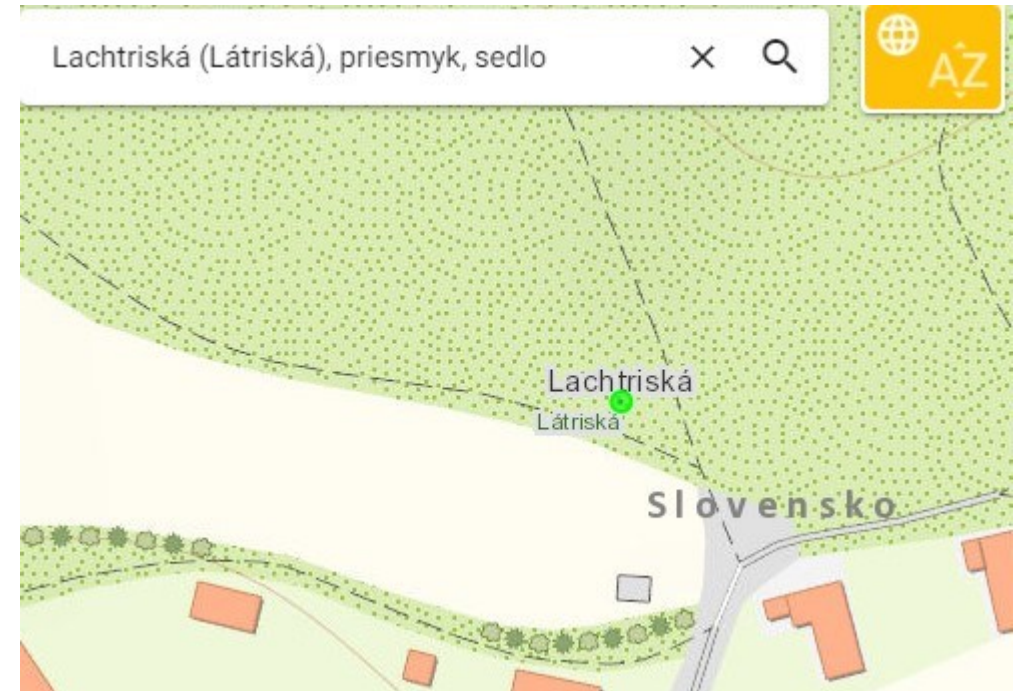 Lachtriská (Látriská), priesmyk, sedlo
AZ
Lachtriská
Látriská
Slovensko